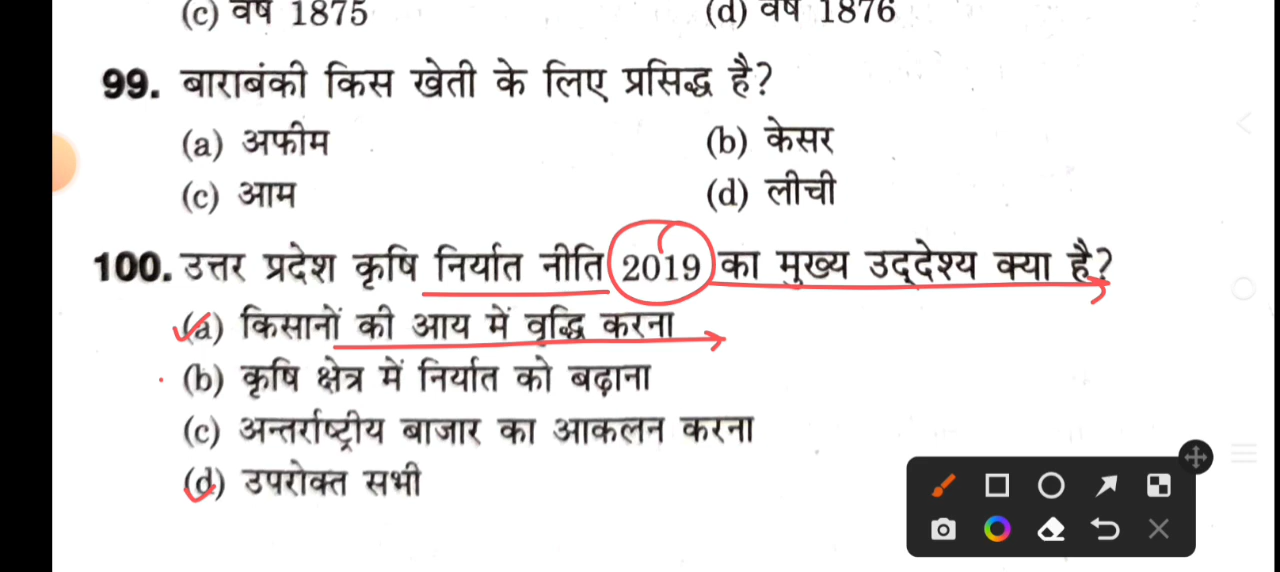 (c) वर्ष 1875 (d) वर्ष 1876
99. बाराबंकी किस खेती के लिए प्रसिद्ध है?
(a) अफीम (b) केसर
(c) आम (d) लीची
100. उत्तर प्रदेश कृषि निर्यात नीति 2019 का मुख्य उद्देश्य क्या है?
(a) किसानों की आय में वृद्धि करना
(b) कृषि क्षेत्र में निर्यात को बढ़ाना
(c) अन्तर्राष्ट्रीय बाजार का आकलन करना
(d) उपरोक्त सभी